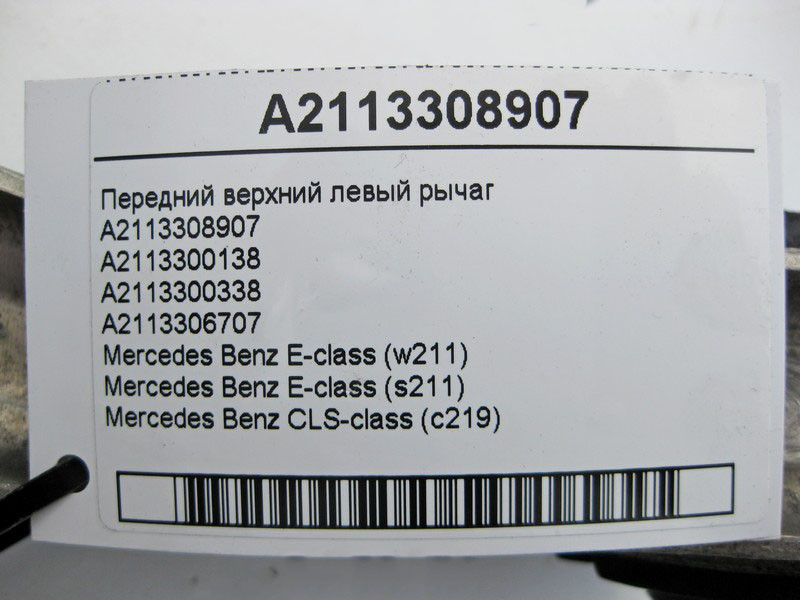 A2113308907
Передний верхний левый рычаг
A2113308907
A2113300138
A2113300338
A2113306707
Mercedes Benz E-class (w211)
Mercedes Benz E-class (s211)
Mercedes Benz CLS-class (c219)